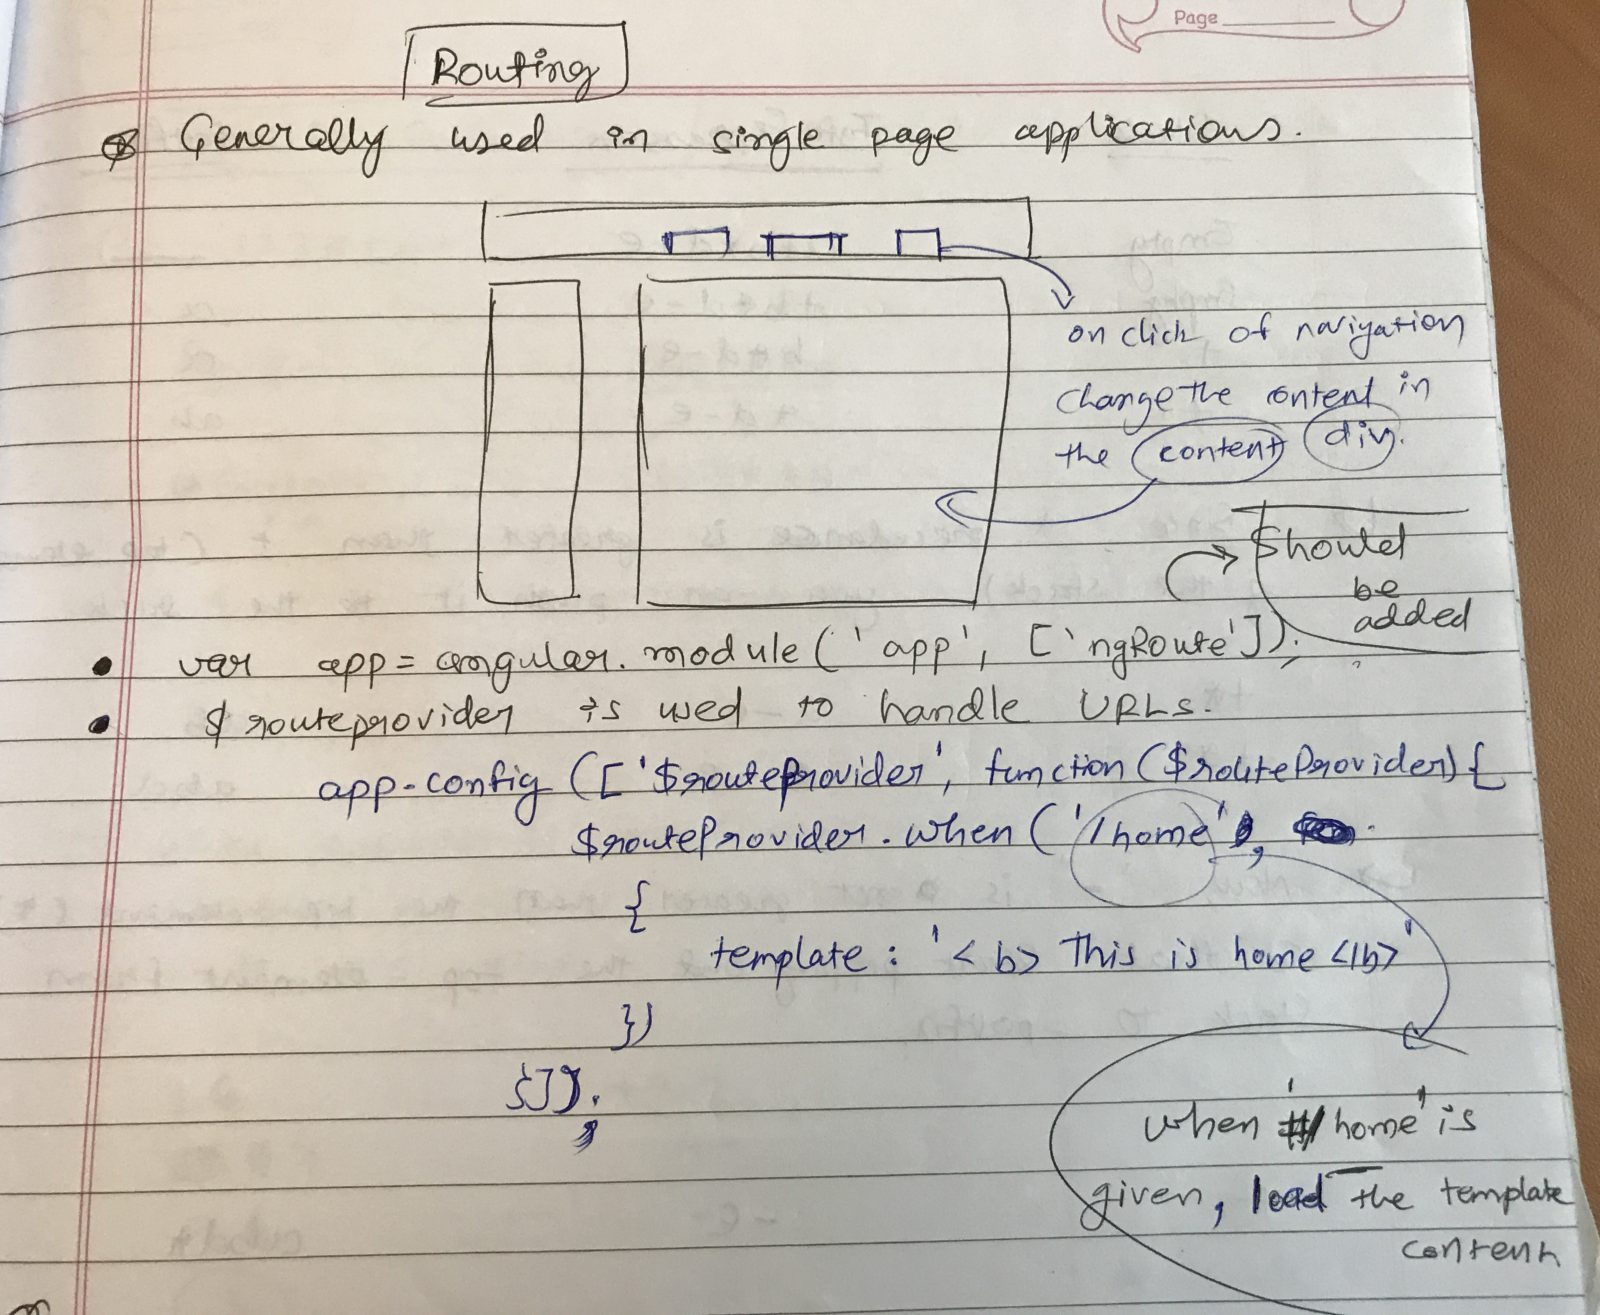 Page
Routing
Generally used in single page applications.
on click of navigation
change the content in
the content div.
Should
be
added
var app = angular.module('app', ['ngRoute']);
$routeprovider is used to handle URLs.
app.config(['$routeProvider', function($routeProvider){
$routeProvider.when('/home',
{
template: '<b> This is home </b>'
})
}]);
When '#/home' is
given, load the template
content